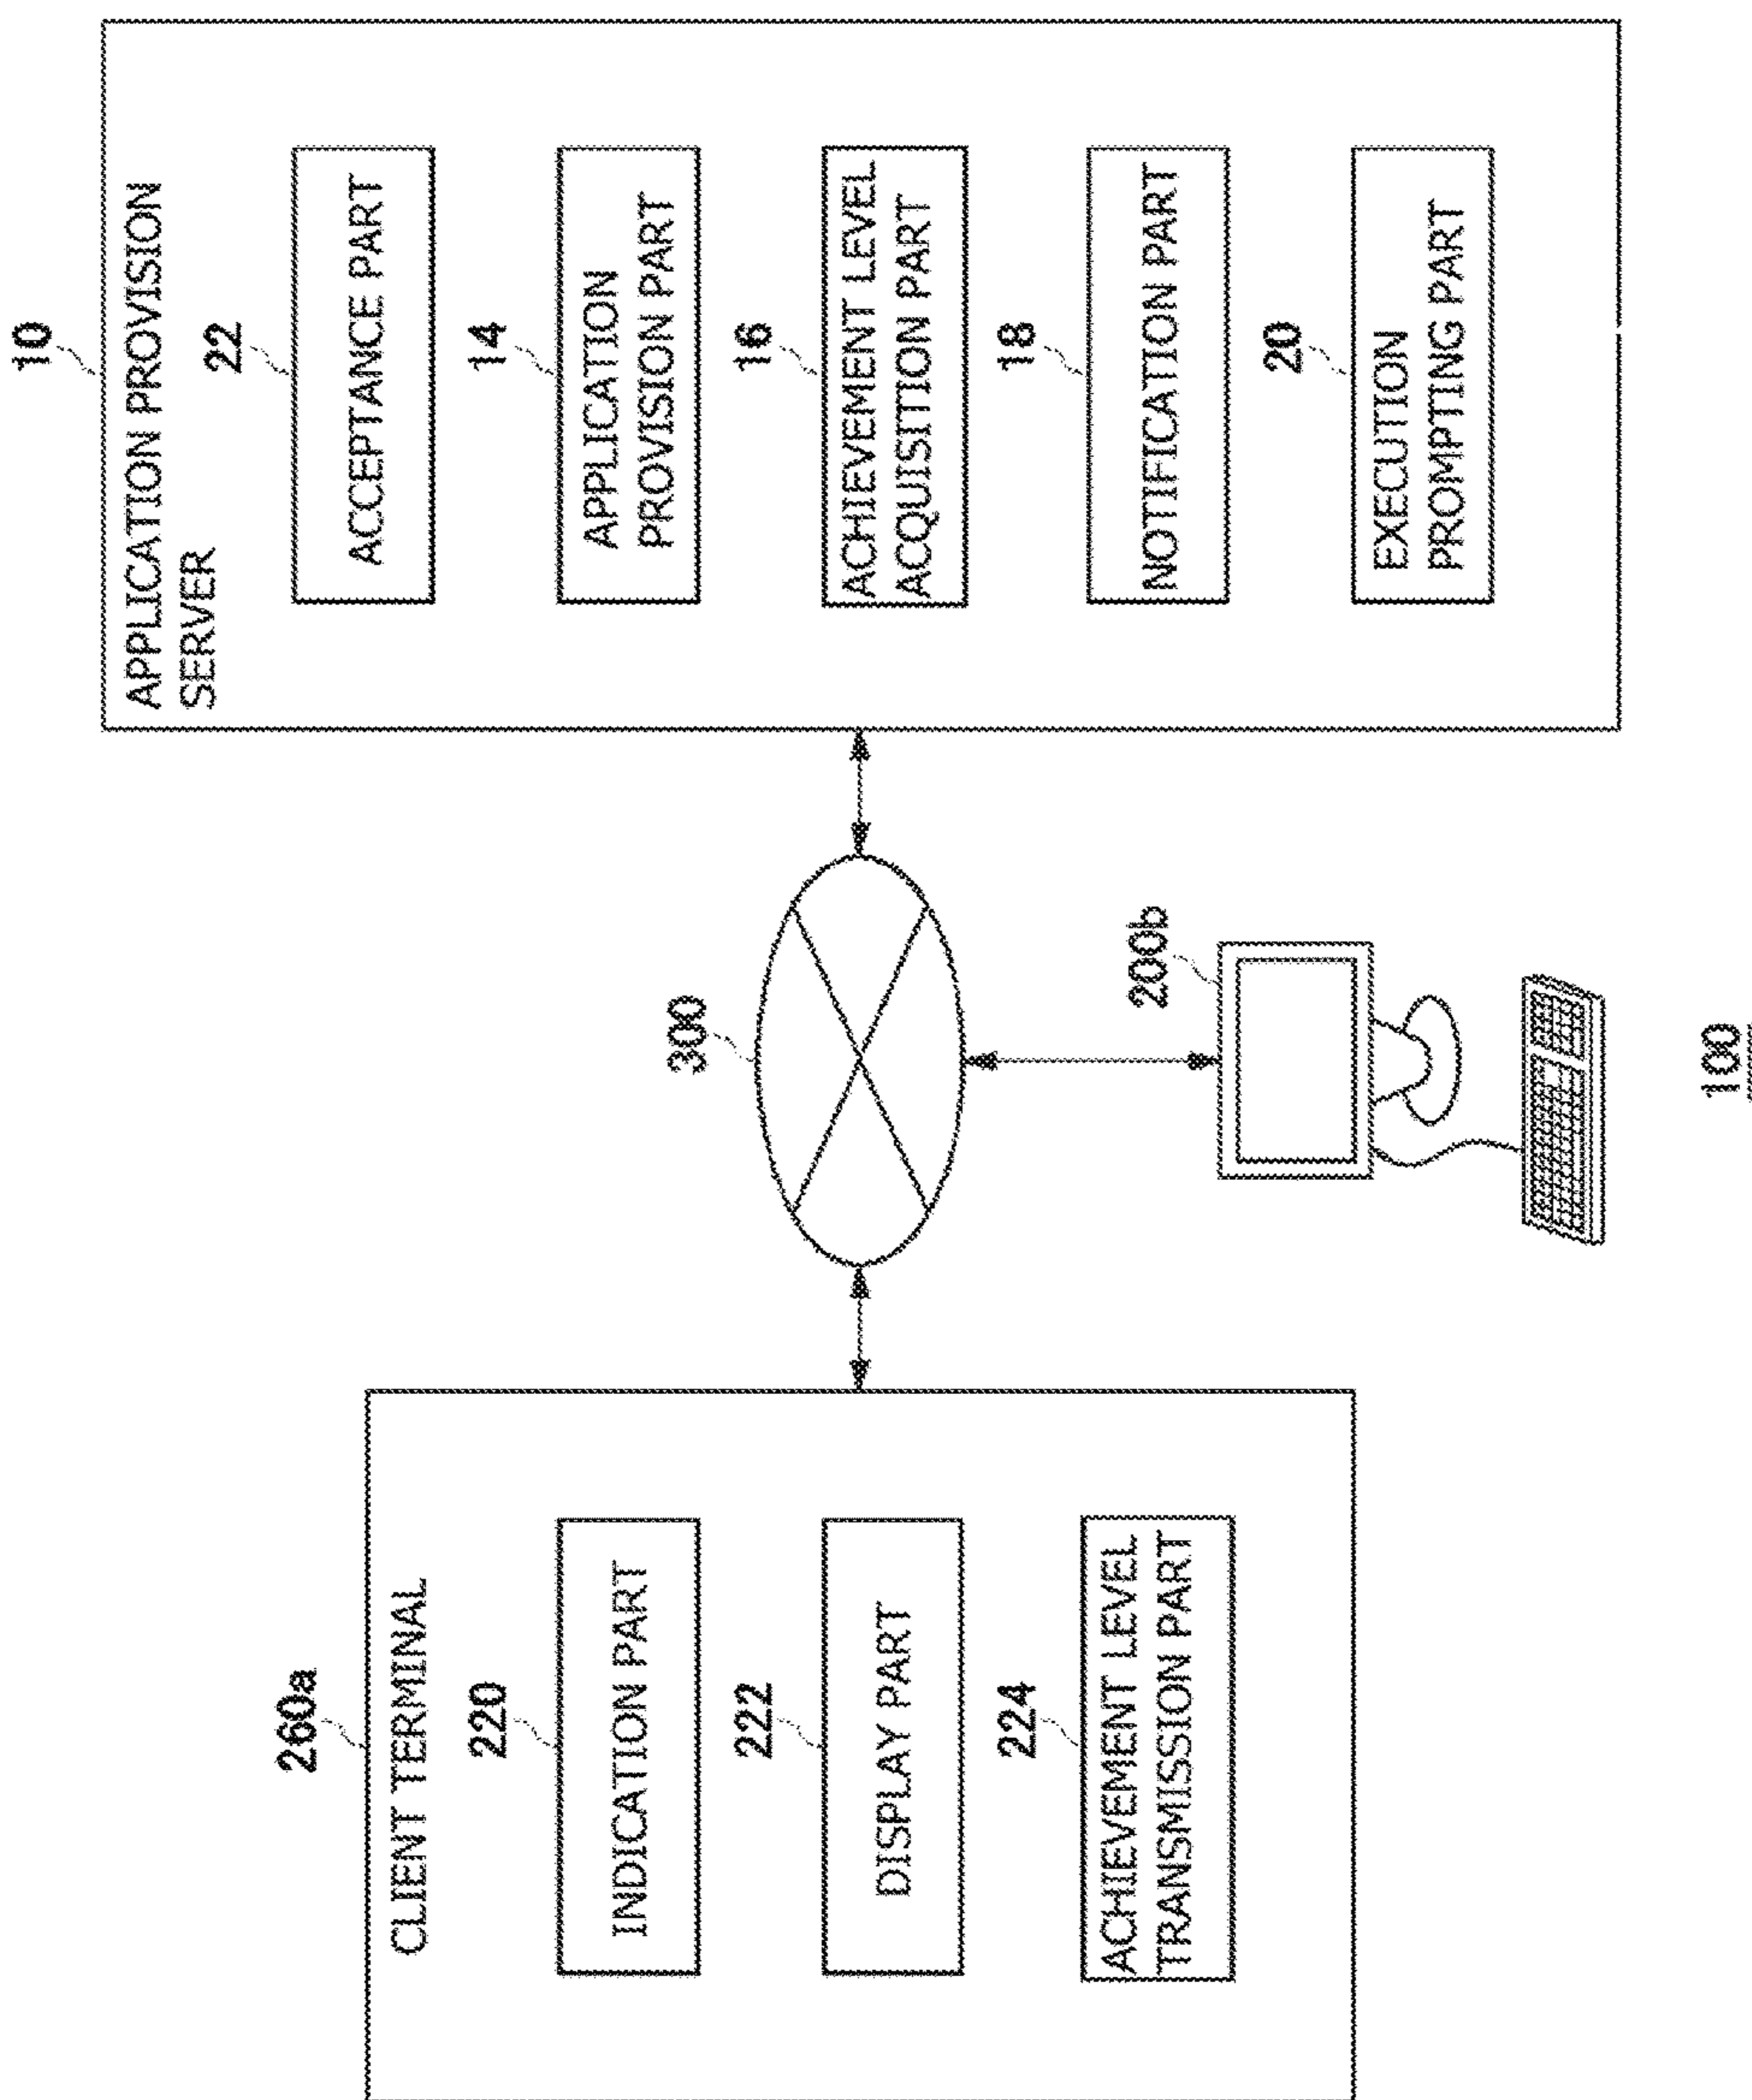 260a
CLIENT TERMINAL
220
INDICATION PART
222
DISPLAY PART
224
ACHIEVEMENT LEVEL
TRANSMISSION PART
300
200b
10
APPLICATION PROVISION
SERVER
22
ACCEPTANCE PART
14
APPLICATION
PROVISION PART
16
ACHIEVEMENT LEVEL
ACQUISITION PART
18
NOTIFICATION PART
20
EXECUTION
PROMPTING PART
100